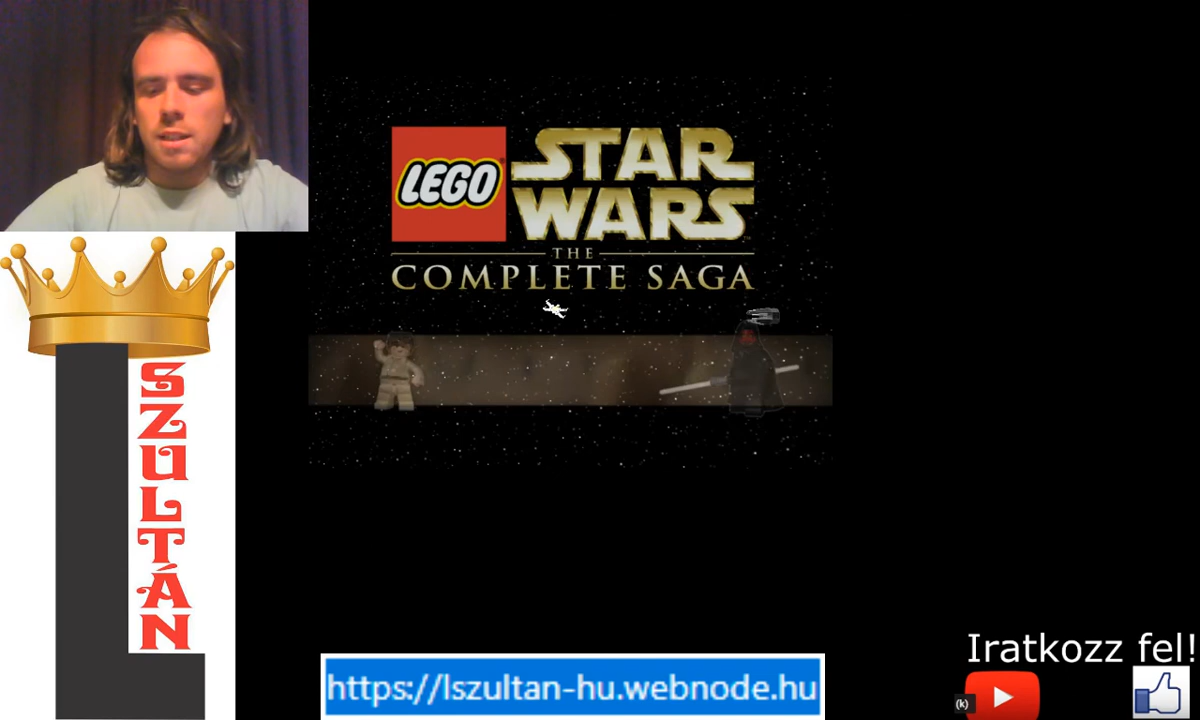 LEGO
STAR
WARS
THE
COMPLETE SAGA
L
SZULTÁN
https://lszultan-hu.webnode.hu
Iratkozz fel!
(k)